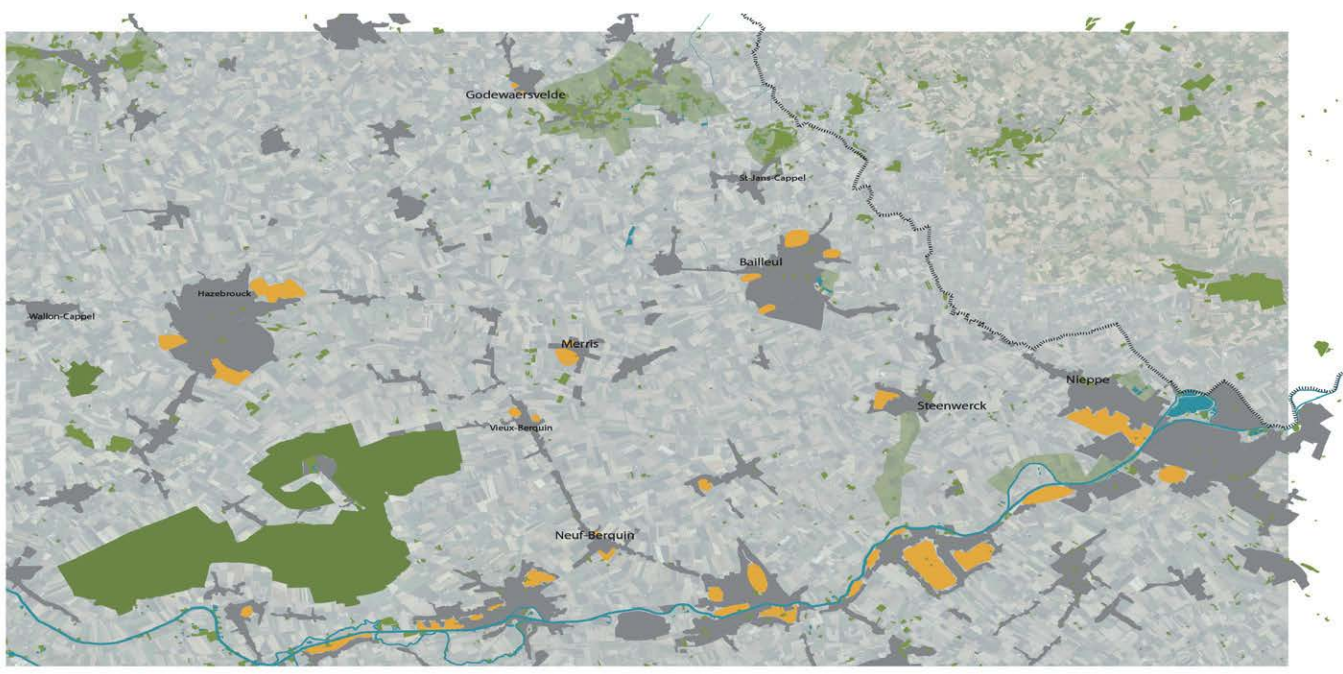 Godewaersvelde
St-Jans-Cappel
Bailleul
Hazebrouck
Wallon-Cappel
Merris
Nieppe
Steenwerck
Vieux-Berquin
Neuf-Berquin